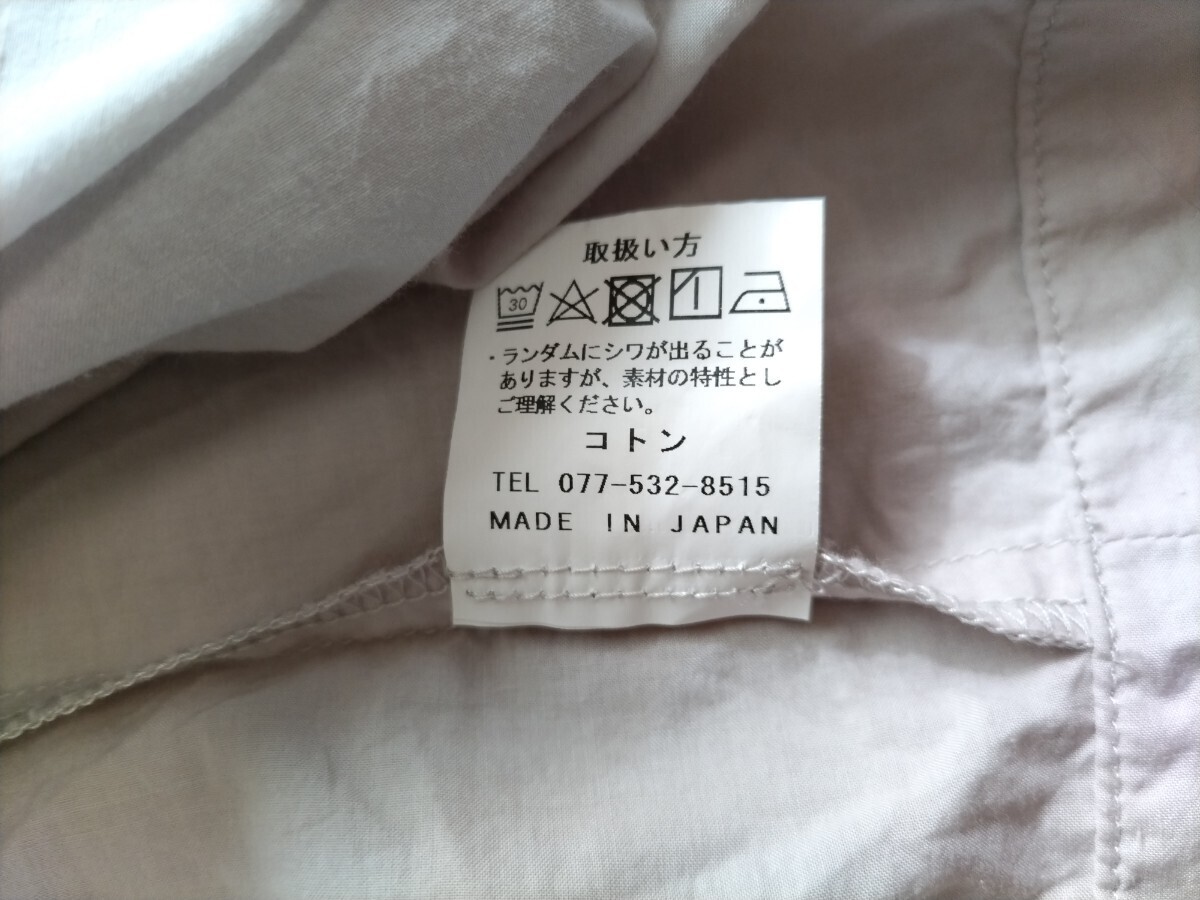 取扱い方
30
・ランダムにシワが出ることが
ありますが、素材の特性とし
ご理解ください。
コトン
TEL 077-532-8515
MADE IN JAPAN